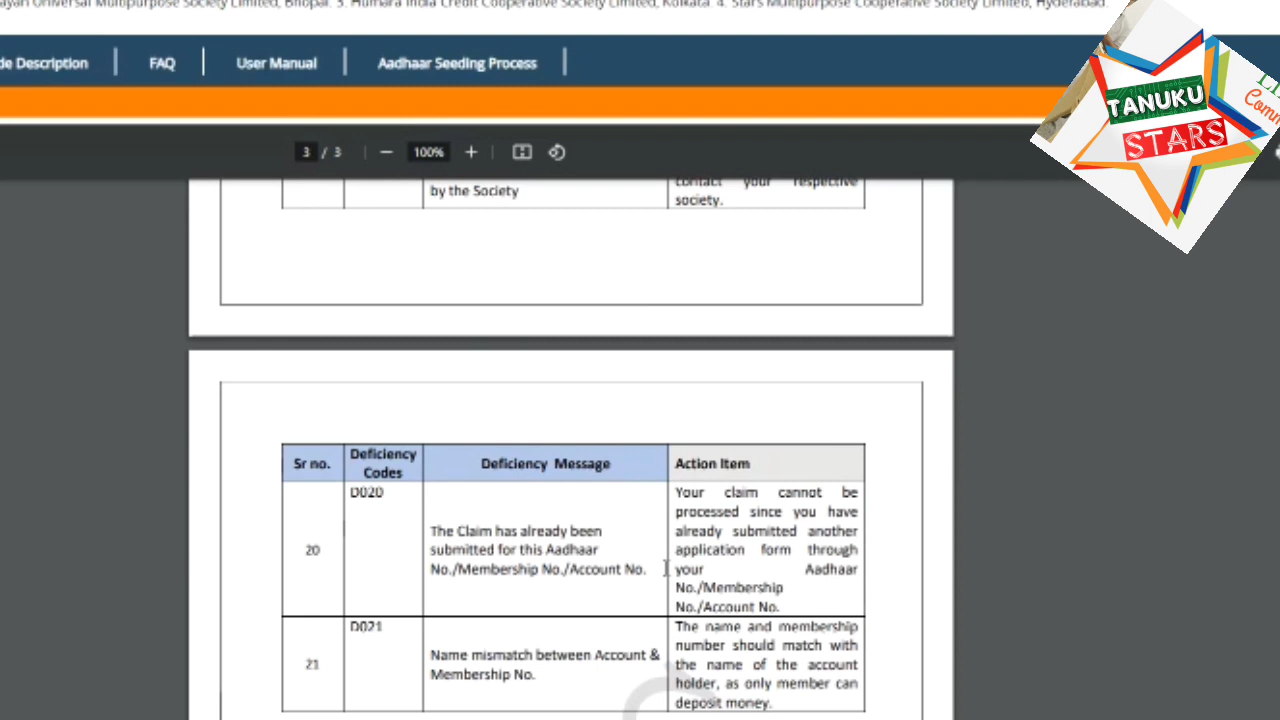 Universal Multipurpose Society Limited, Bhopal. 3. Humara India Credit Cooperative Society Limited, Kolkata. 4. Stars Multipurpose Cooperative Society Limited, Hyderabad.
Description | FAQ | User Manual | Aadhaar Seeding Process |
TANUKU
STARS
3 / 3 | − 100% + |
by the Society
contact your respective
society.
Sr no.
Deficiency
Codes
Deficiency Message
Action Item
20
D020
The Claim has already been
submitted for this Aadhaar
No./Membership No./Account No.
Your claim cannot be
processed since you have
already submitted another
application form through
your Aadhaar
No./Membership
No./Account No.
21
D021
Name mismatch between Account &
Membership No.
The name and membership
number should match with
the name of the account
holder, as only member can
deposit money.